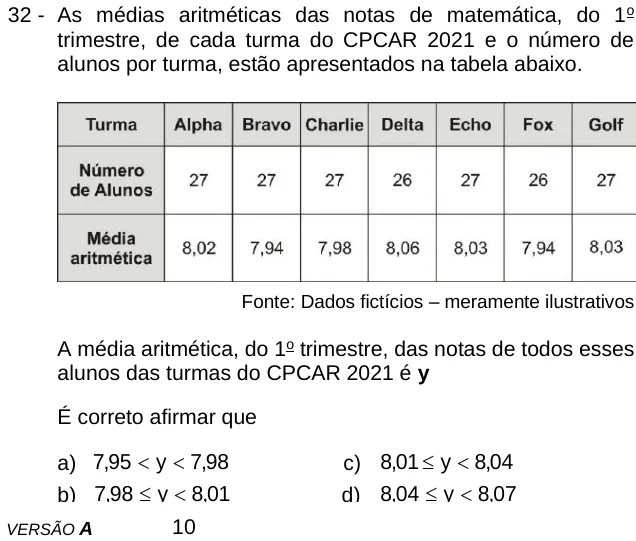 32 - As médias aritméticas das notas de matemática, do 1º
trimestre, de cada turma do CPCAR 2021 e o número de
alunos por turma, estão apresentados na tabela abaixo.
Turma Alpha Bravo Charlie Delta Echo Fox Golf
Número
de Alunos 27 27 27 26 27 26 27
Média
aritmética 8,02 7,94 7,98 8,06 8,03 7,94 8,03
Fonte: Dados fictícios – meramente ilustrativos
A média aritmética, do 1º trimestre, das notas de todos esses
alunos das turmas do CPCAR 2021 é y
É correto afirmar que
a) 7,95 < y < 7,98 c) 8,01 ≤ y < 8,04
b) 7,98 ≤ y < 8,01 d) 8,04 ≤ y < 8,07
VERSÃO A 10